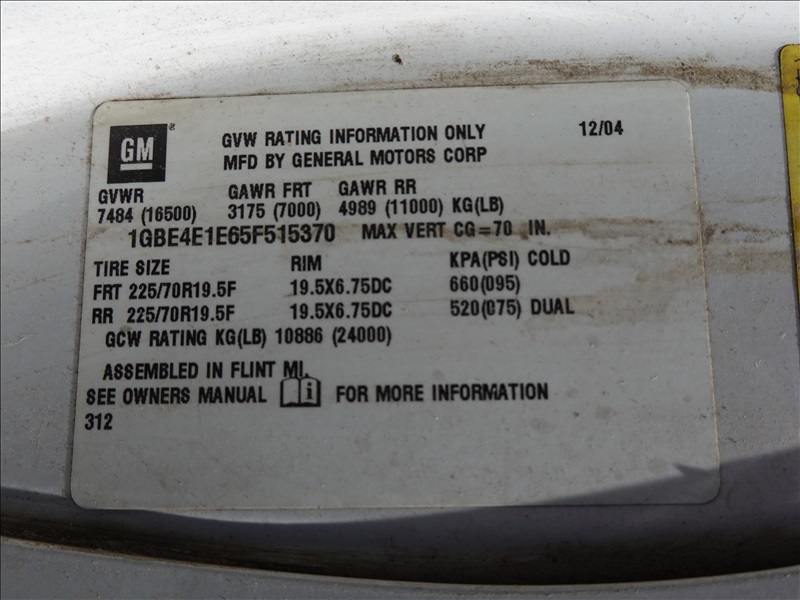 GM ® GVW RATING INFORMATION ONLY 12/04
MFD BY GENERAL MOTORS CORP
GVWR GAWR FRT GAWR RR
7484 (16500) 3175 (7000) 4989 (11000) KG(LB)
1GBE4E1E65F515370 MAX VERT CG=70 IN.
TIRE SIZE RIM KPA(PSI) COLD
FRT 225/70R19.5F 19.5X6.75DC 660(095)
RR 225/70R19.5F 19.5X6.75DC 520(075) DUAL
GCW RATING KG(LB) 10886 (24000)
ASSEMBLED IN FLINT MI.
SEE OWNERS MANUAL i FOR MORE INFORMATION
312